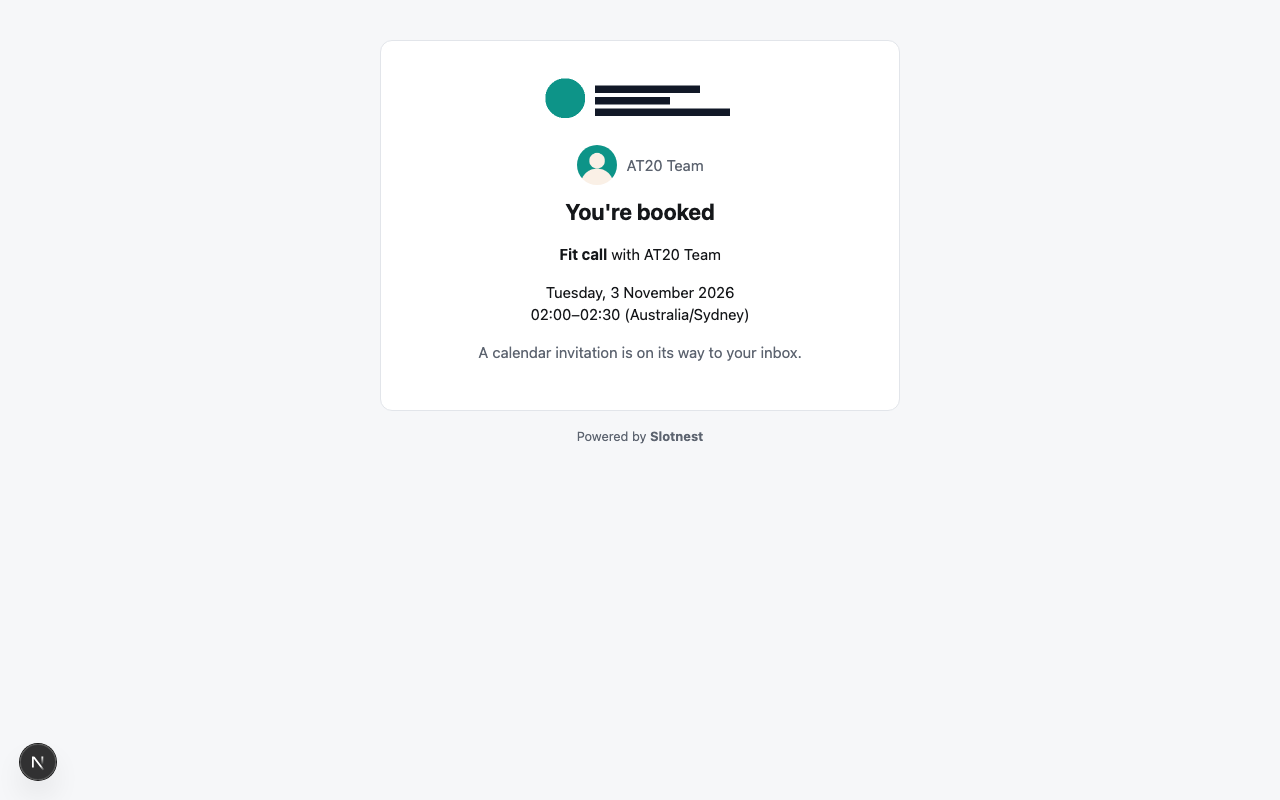 AT20 Team
You're booked
Fit call with AT20 Team
Tuesday, 3 November 2026
02:00–02:30 (Australia/Sydney)
A calendar invitation is on its way to your inbox.
Powered by Slotnest
N